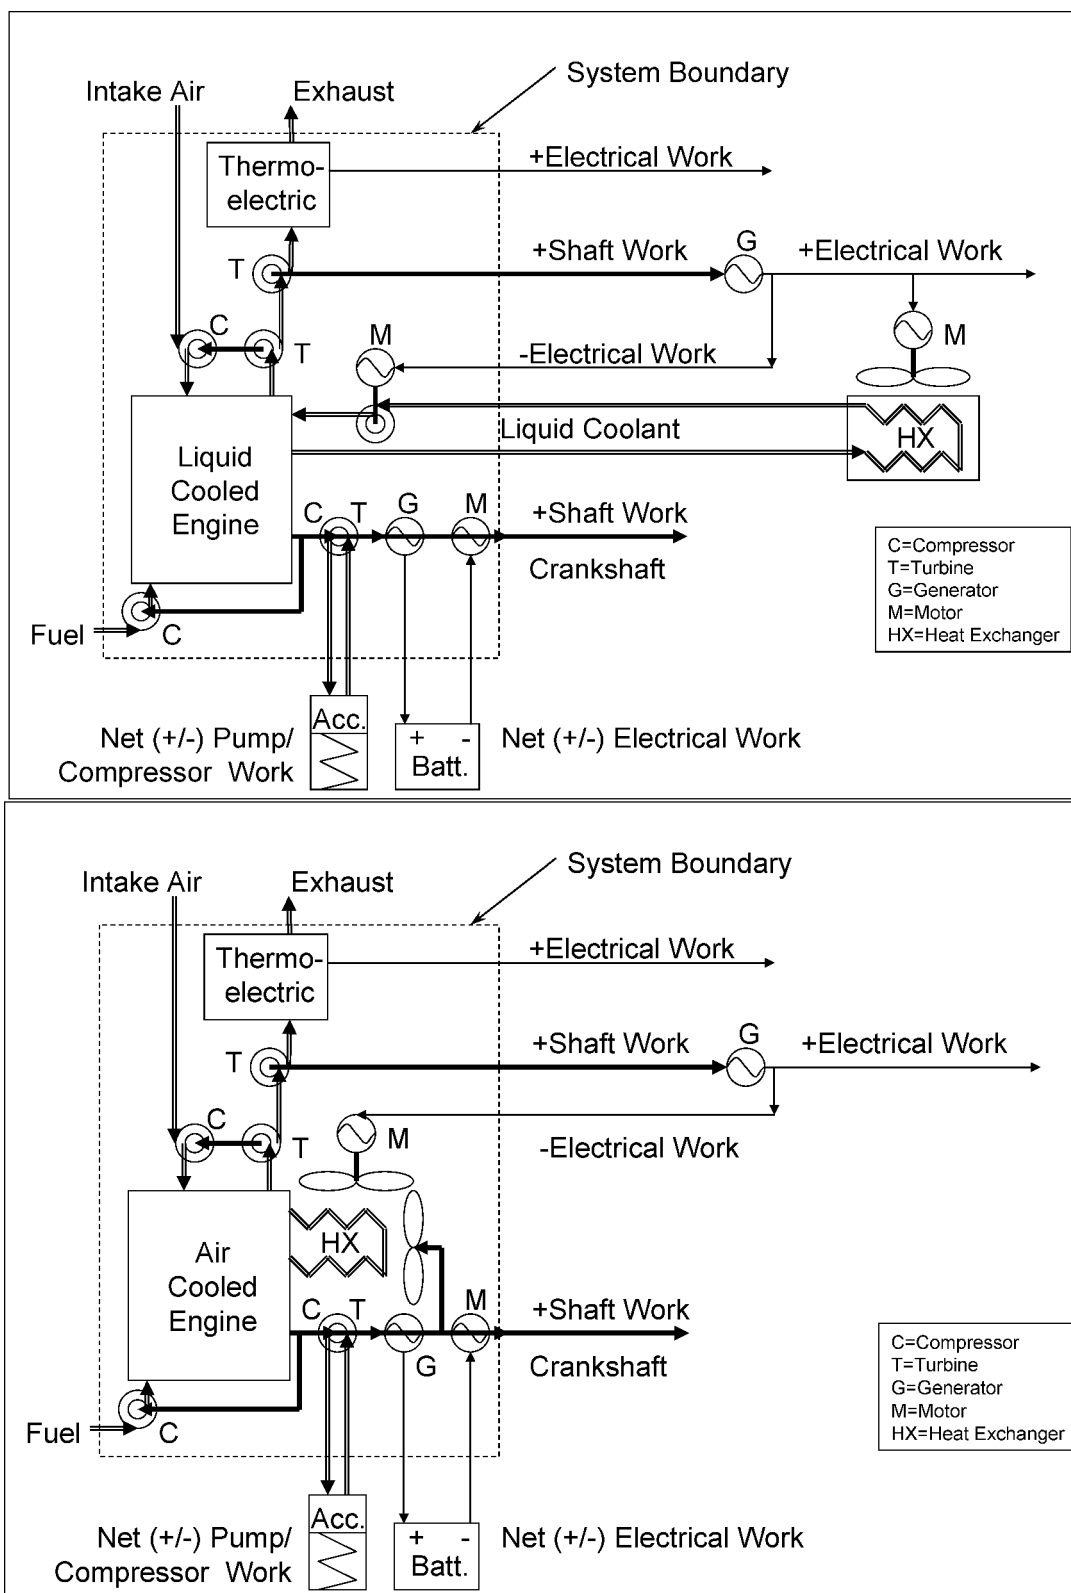 System Boundary
Intake Air
Exhaust
Thermo-
electric
+Electrical Work
T
+Shaft Work
G
+Electrical Work
C
T
M
-Electrical Work
M
Liquid
Cooled
Engine
Liquid Coolant
HX
C
T
G
M
+Shaft Work
Crankshaft
Fuel
C
C=Compressor
T=Turbine
G=Generator
M=Motor
HX=Heat Exchanger
Net (+/-) Pump/
Compressor Work
Acc.
+ -
Batt.
Net (+/-) Electrical Work
System Boundary
Intake Air
Exhaust
Thermo-
electric
+Electrical Work
T
+Shaft Work
G
+Electrical Work
C
T
M
-Electrical Work
Air
Cooled
Engine
HX
C
T
G
M
+Shaft Work
Crankshaft
Fuel
C
C=Compressor
T=Turbine
G=Generator
M=Motor
HX=Heat Exchanger
Net (+/-) Pump/
Compressor Work
Acc.
+ -
Batt.
Net (+/-) Electrical Work